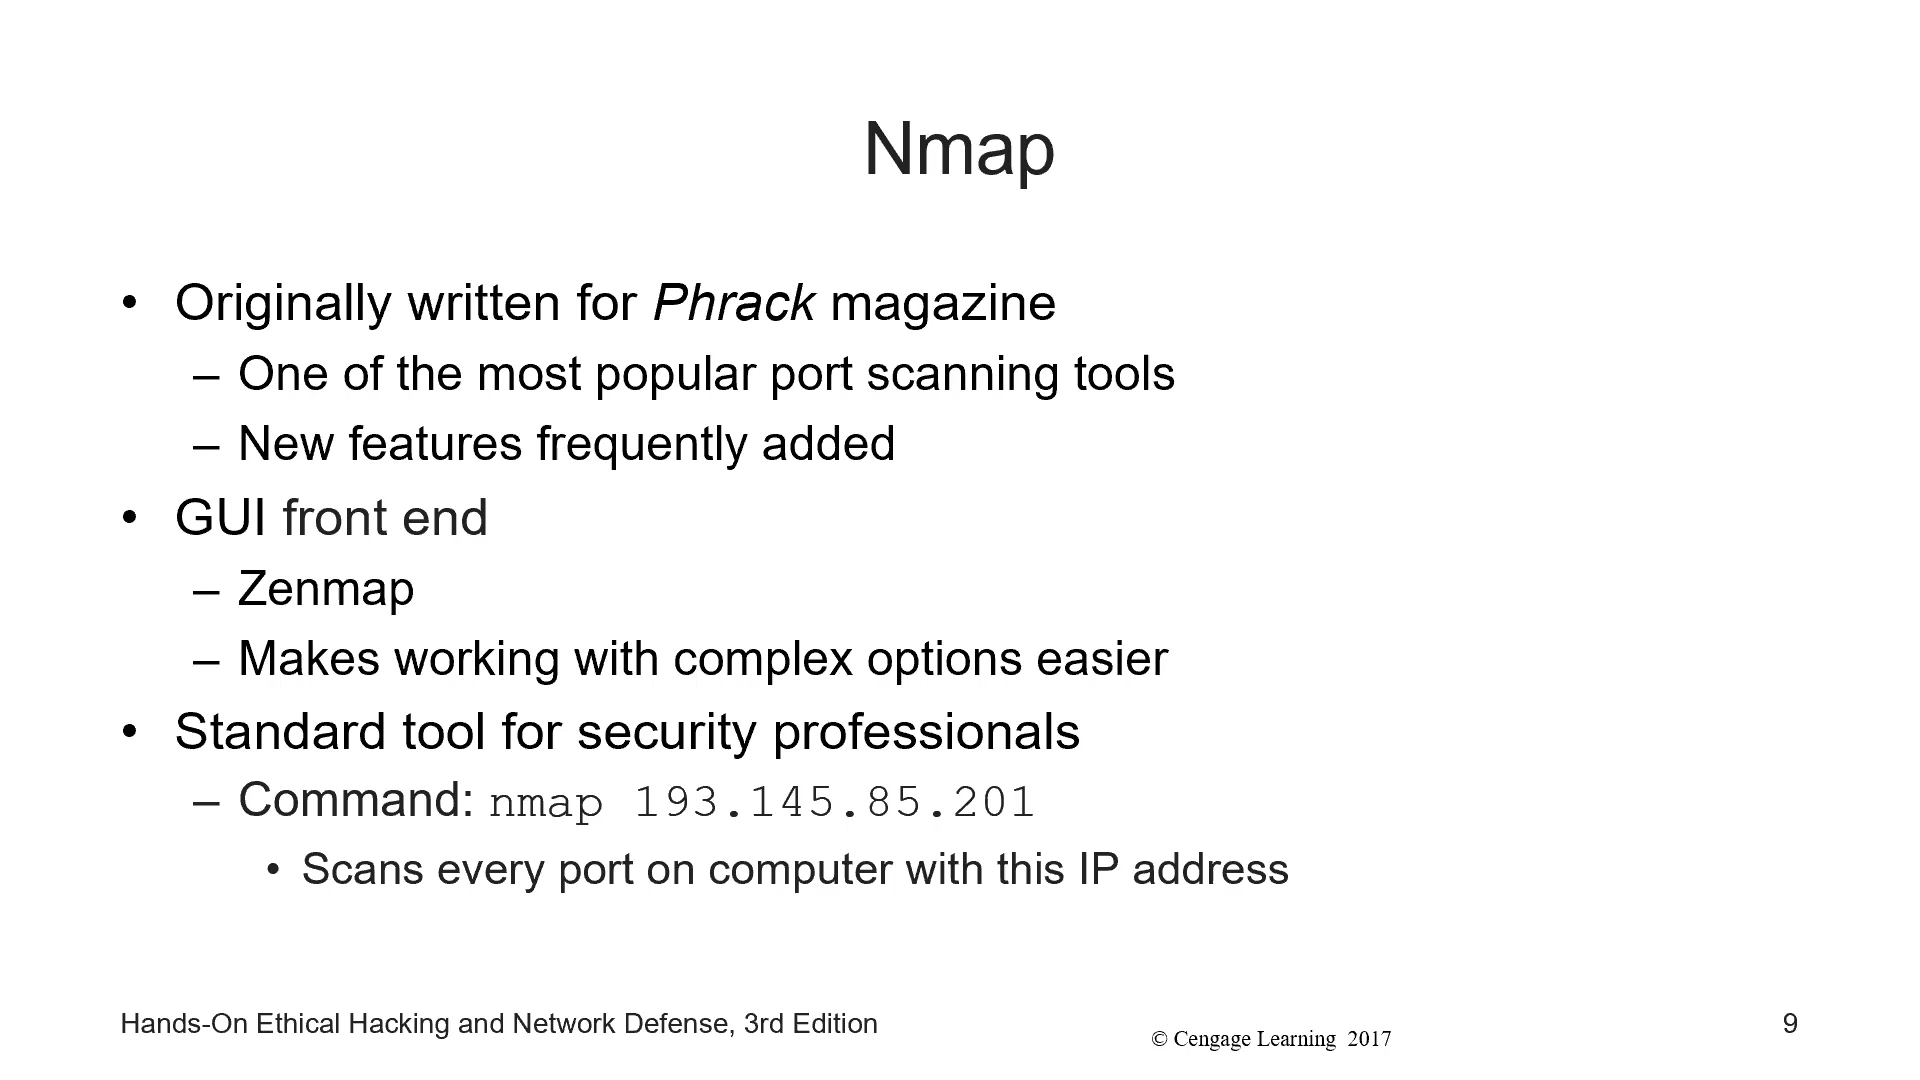 Nmap
• Originally written for Phrack magazine
– One of the most popular port scanning tools
– New features frequently added
• GUI front end
– Zenmap
– Makes working with complex options easier
• Standard tool for security professionals
– Command: nmap 193.145.85.201
• Scans every port on computer with this IP address
Hands-On Ethical Hacking and Network Defense, 3rd Edition
© Cengage Learning 2017
9